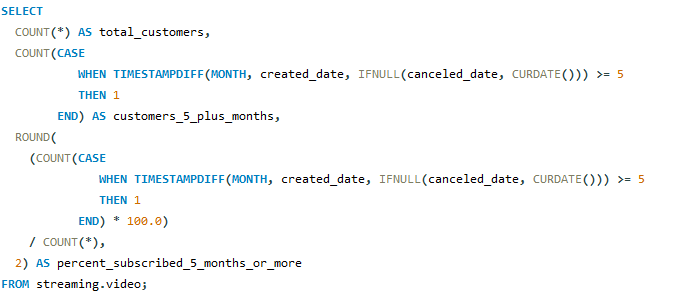 SELECT
  COUNT(*) AS total_customers,
  COUNT(CASE
           WHEN TIMESTAMPDIFF(MONTH, created_date, IFNULL(canceled_date, CURDATE())) >= 5
           THEN 1
        END) AS customers_5_plus_months,
  ROUND(
    (COUNT(CASE
              WHEN TIMESTAMPDIFF(MONTH, created_date, IFNULL(canceled_date, CURDATE())) >= 5
              THEN 1
           END) * 100.0)
    / COUNT(*),
  2) AS percent_subscribed_5_months_or_more
FROM streaming.video;